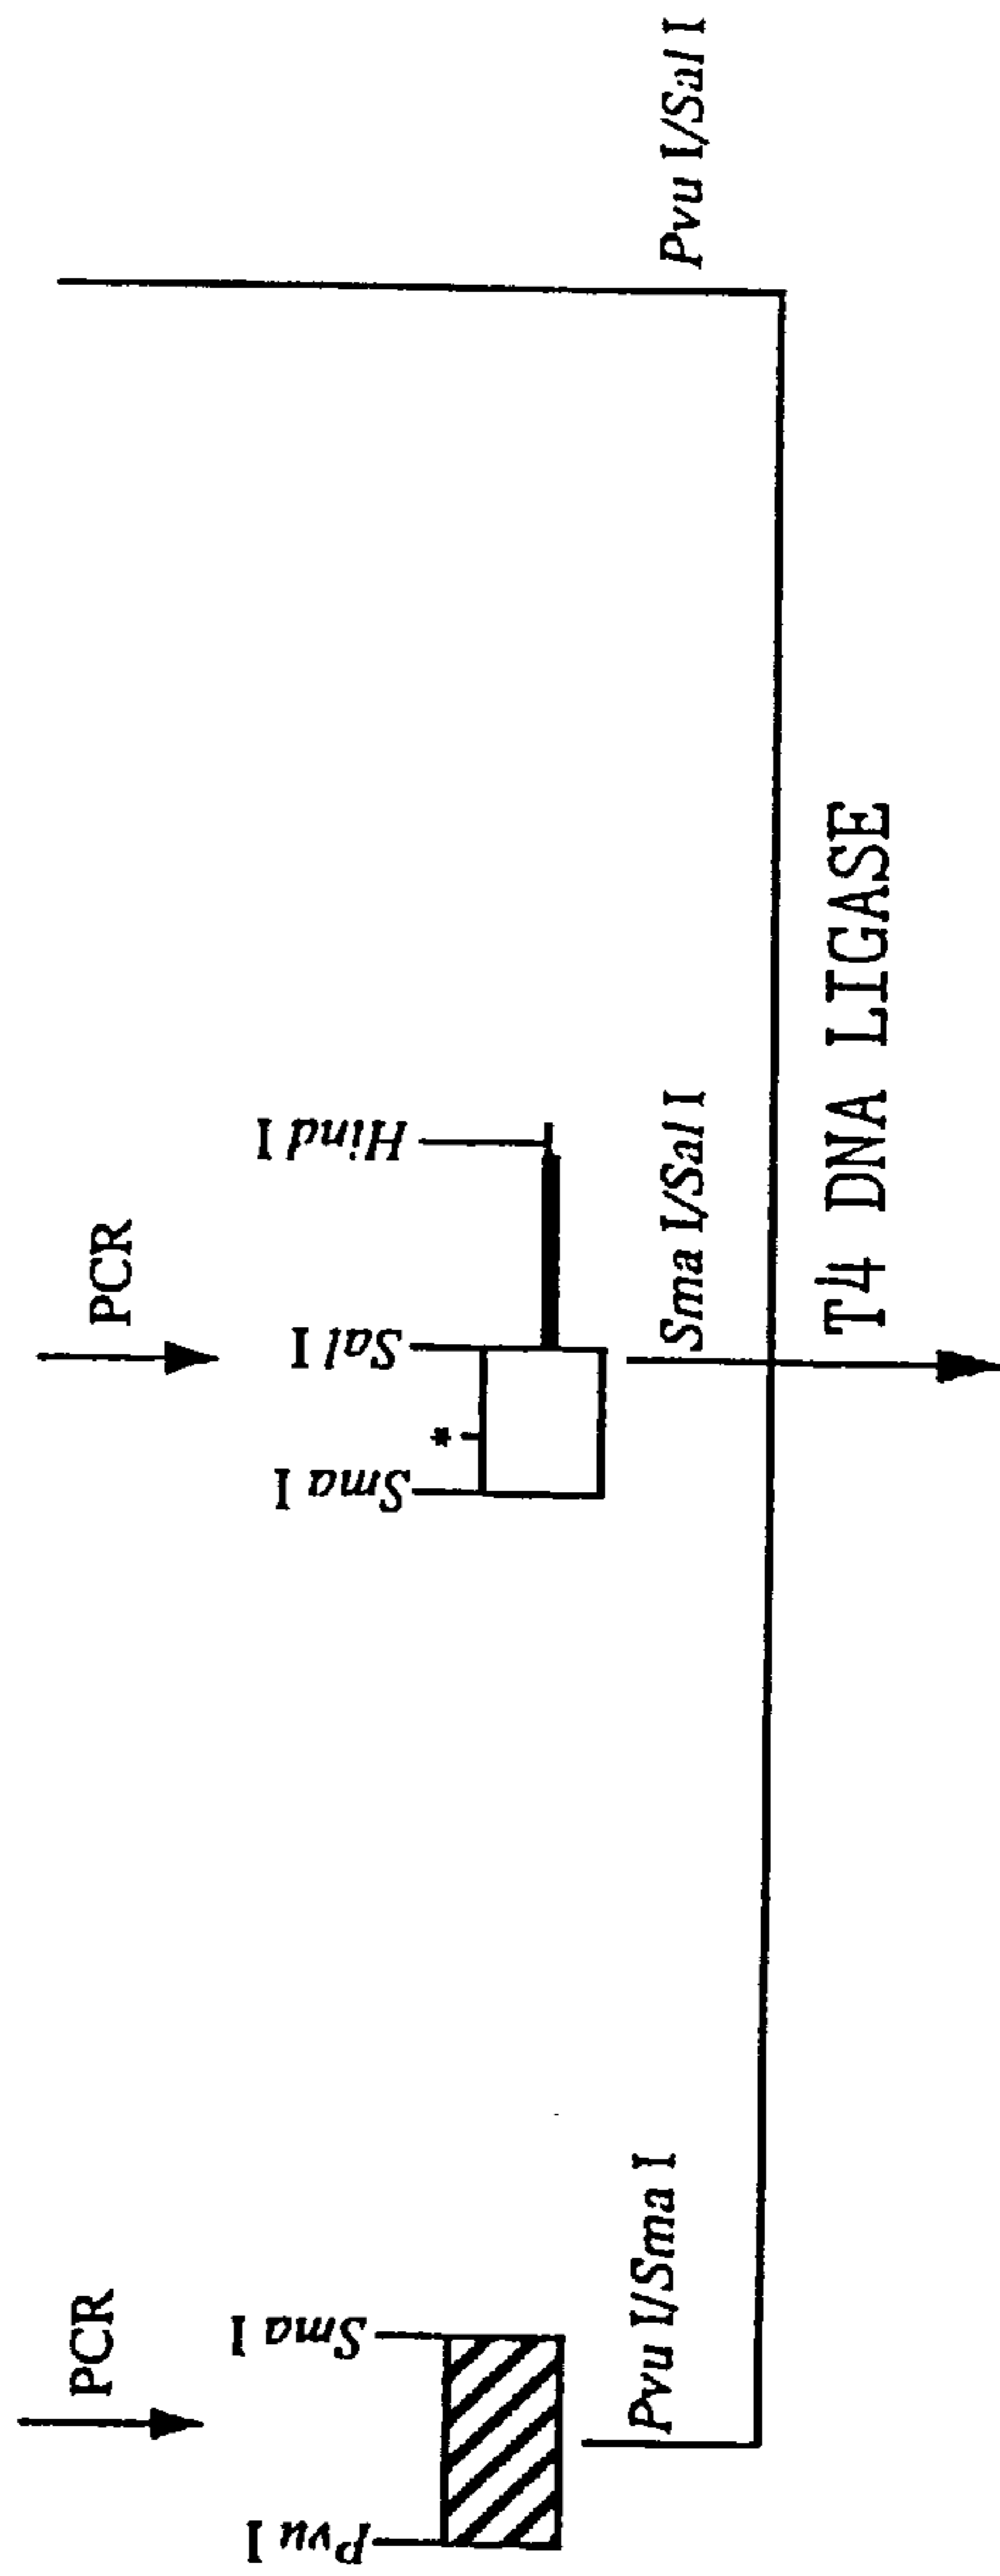 PCR
PCR
Pvu I
Sma I
Sma I
*
Sal I
Hind I
Pvu I/Sma I
Sma I/Sal I
Pvu I/Sal I
T4 DNA LIGASE